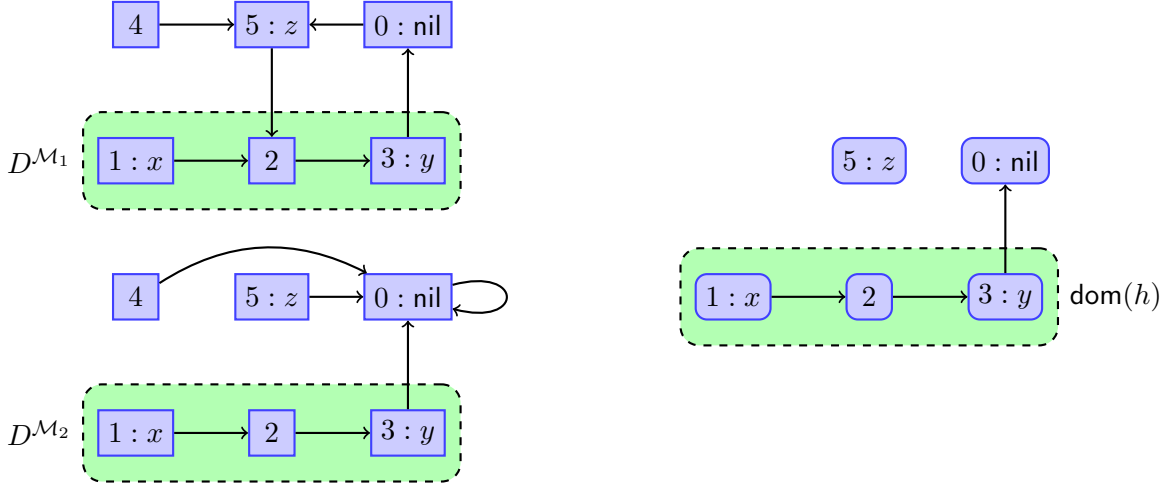 4
5 : z
0 : nil
D^{M_1}
1 : x
2
3 : y
4
5 : z
0 : nil
D^{M_2}
1 : x
2
3 : y
5 : z
0 : nil
1 : x
2
3 : y
dom(h)